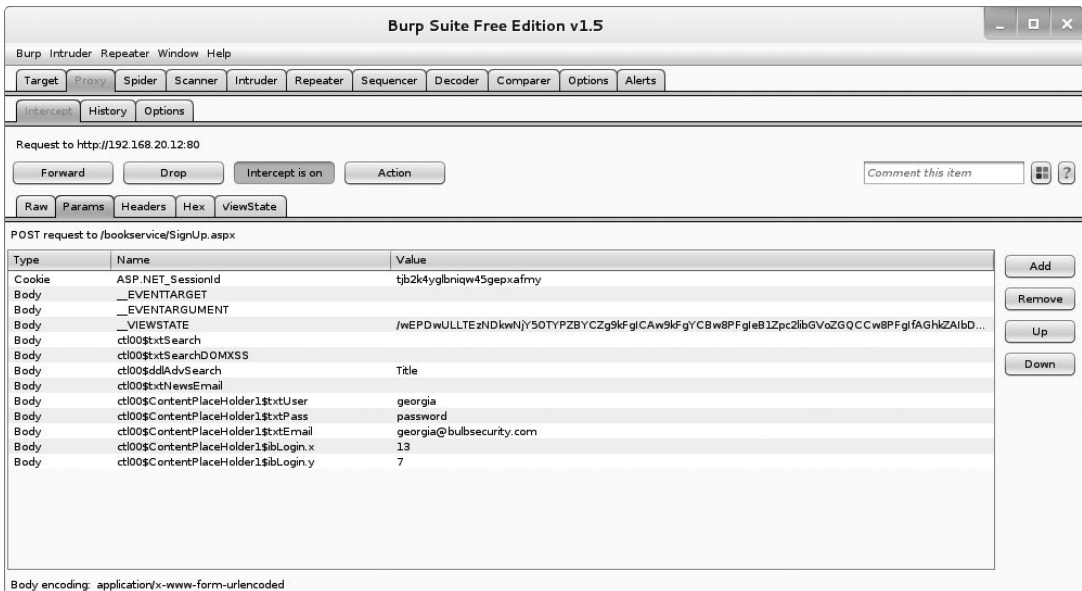 Burp Suite Free Edition v1.5
Burp Intruder Repeater Window Help
Target Proxy Spider Scanner Intruder Repeater Sequencer Decoder Comparer Options Alerts
Intercept History Options
Request to http://192.168.20.12:80
Forward Drop Intercept is on Action Comment this item ?
Raw Params Headers Hex ViewState
POST request to /bookservice/SignUp.aspx
Type Name Value
Add
Cookie ASP.NET_SessionId tjb2k4yglbniqw45gepxafmy
Body __EVENTTARGET
Remove
Body __EVENTARGUMENT
Body __VIEWSTATE /wEPDwULLTEzNDkwNjY5OTYPZBYCZg9kFgICAw9kFgYCBw8PFgIeB1Zpc2libGVoZGQCCw8PFgIfAGhkZAIbD...
Up
Body ctl00$txtSearch
Body ctl00$txtSearchDOMXSS
Down
Body ctl00$ddlAdvSearch Title
Body ctl00$txtNewsEmail
Body ctl00$ContentPlaceHolder1$txtUser georgia
Body ctl00$ContentPlaceHolder1$txtPass password
Body ctl00$ContentPlaceHolder1$txtEmail georgia@bulbsecurity.com
Body ctl00$ContentPlaceHolder1$ibLogin.x 13
Body ctl00$ContentPlaceHolder1$ibLogin.y 7
Body encoding: application/x-www-form-urlencoded